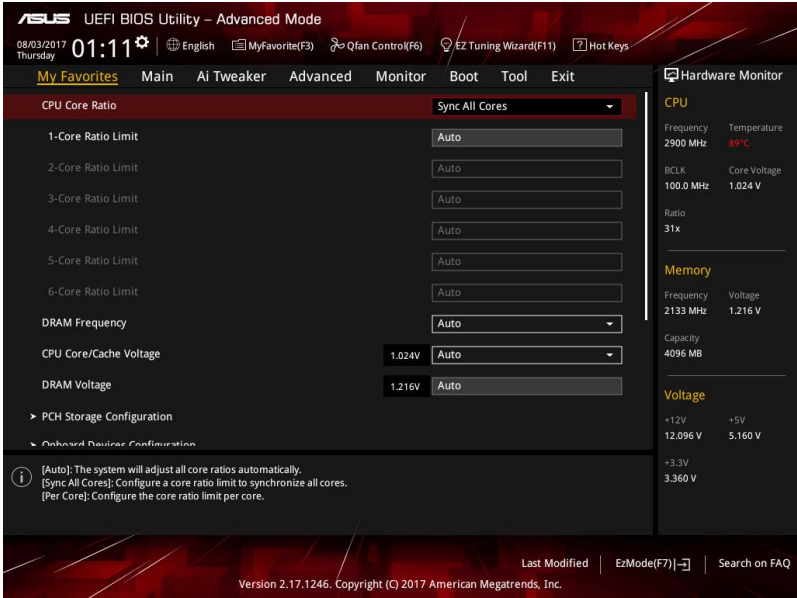 ASUS UEFI BIOS Utility – Advanced Mode
08/03/2017 Thursday 01:11 English MyFavorite(F3) Qfan Control(F6) EZ Tuning Wizard(F11) ? Hot Keys
My Favorites Main Ai Tweaker Advanced Monitor Boot Tool Exit
CPU Core Ratio Sync All Cores
1-Core Ratio Limit Auto
2-Core Ratio Limit Auto
3-Core Ratio Limit Auto
4-Core Ratio Limit Auto
5-Core Ratio Limit Auto
6-Core Ratio Limit Auto
DRAM Frequency Auto
CPU Core/Cache Voltage 1.024V Auto
DRAM Voltage 1.216V Auto
> PCH Storage Configuration
> Onboard Devices Configuration
[Auto]: The system will adjust all core ratios automatically.
[Sync All Cores]: Configure a core ratio limit to synchronize all cores.
[Per Core]: Configure the core ratio limit per core.
Hardware Monitor
CPU
Frequency Temperature
2900 MHz 89°C
BCLK Core Voltage
100.0 MHz 1.024 V
Ratio
31x
Memory
Frequency Voltage
2133 MHz 1.216 V
Capacity
4096 MB
Voltage
+12V +5V
12.096 V 5.160 V
+3.3V
3.360 V
Last Modified EzMode(F7) Search on FAQ
Version 2.17.1246. Copyright (C) 2017 American Megatrends, Inc.